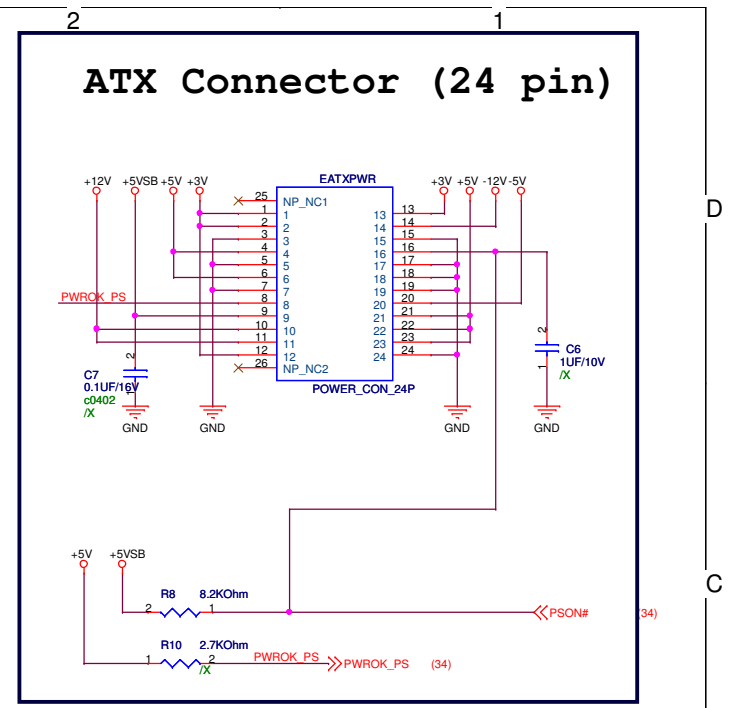 2 1
ATX Connector (24 pin)
EATXPWR
+12V +5VSB +5V +3V +3V +5V -12V -5V
D
25 NP_NC1
1 1 13 13
2 2 14 14
3 3 15 15
4 4 16 16
5 5 17 17
6 6 18 18
7 7 19 19
PWROK_PS 8 8 20 20
9 9 21 21
10 10 22 22
11 11 23 23
12 12 24 24
26 NP_NC2
POWER_CON_24P
2
C7
0.1UF/16V
1
c0402
/X
2
C6
1UF/10V
1
/X
GND GND GND GND
+5V +5VSB
C
R8 8.2KOhm
2 1 PSON# (34)
R10 2.7KOhm
1 2 PWROK_PS PWROK_PS (34)
/X